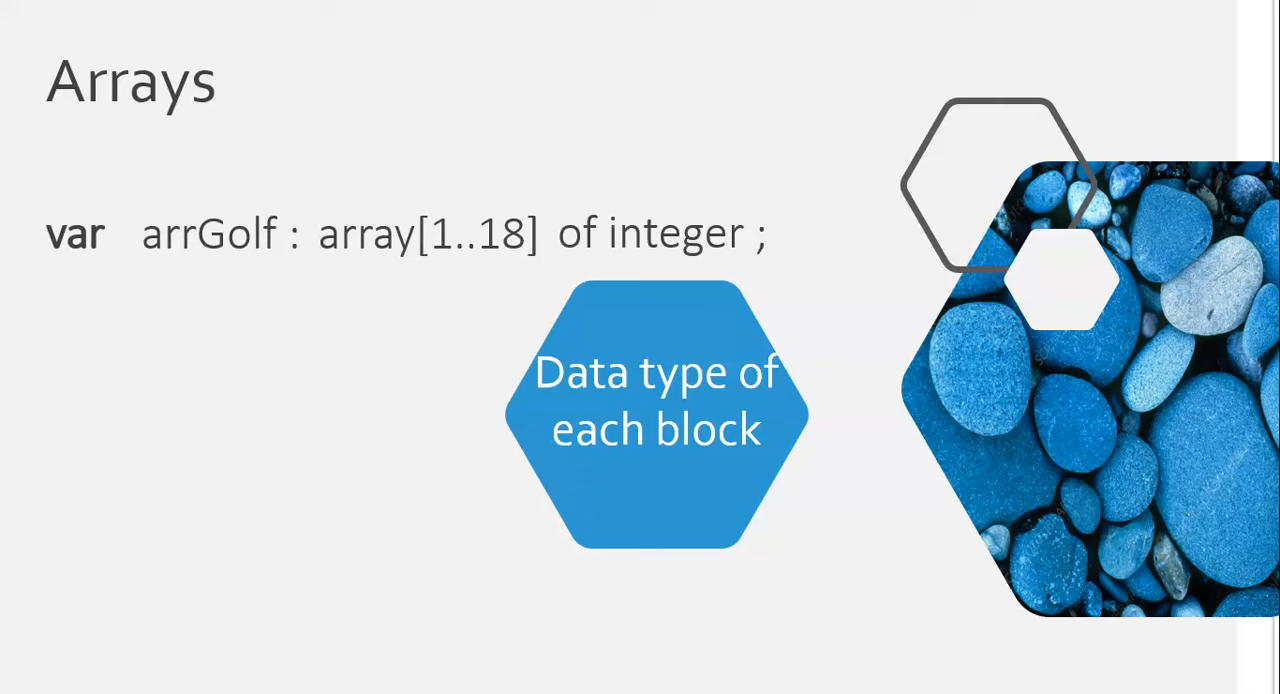 Arrays
var arrGolf : array[1..18] of integer ;
Data type of
each block